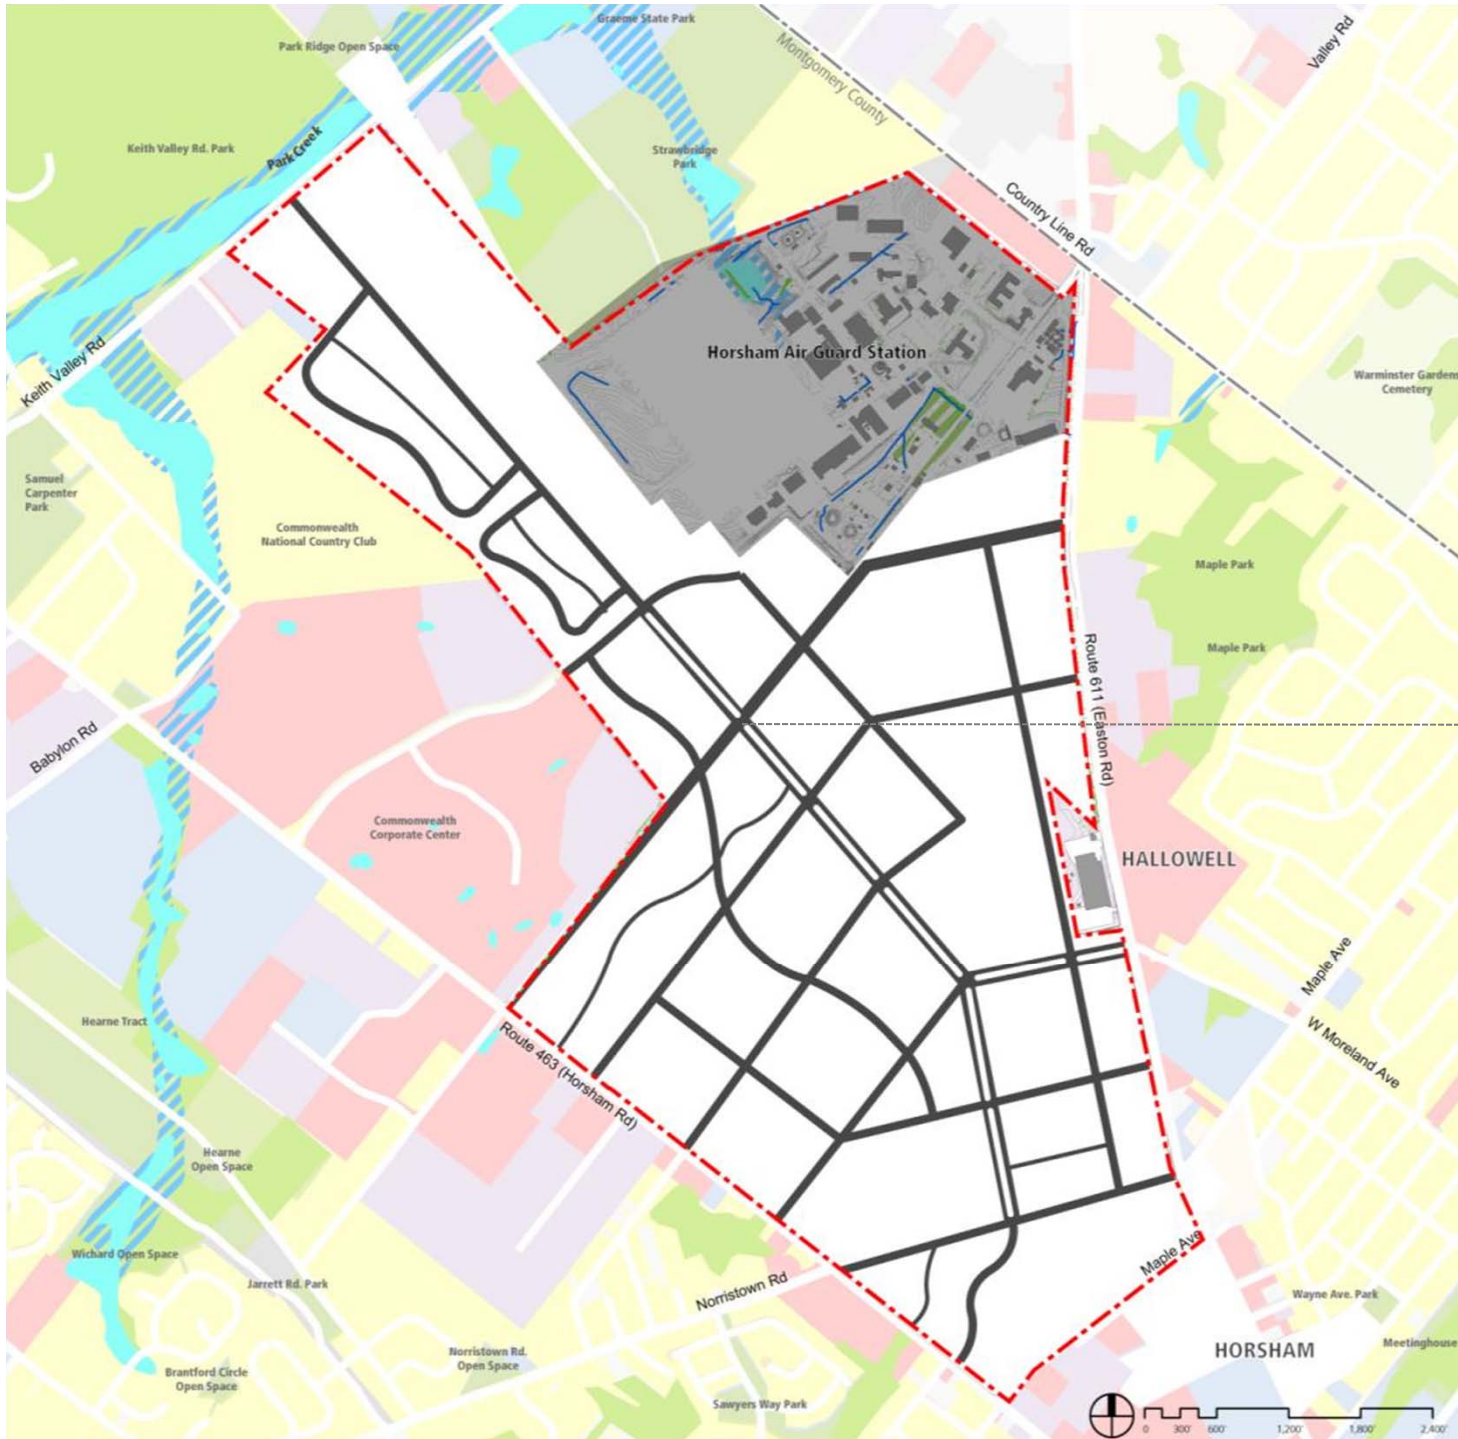 Graeme State Park
Park Ridge Open Space
Montgomery County
Valley Rd
Keith Valley Rd. Park
Park Creek
Strawbridge
Park
Country Line Rd
Horsham Air Guard Station
Keith Valley Rd
Warminster Gardens
Cemetery
Samuel
Carpenter
Park
Commonwealth
National Country Club
Maple Park
Maple Park
Route 611 (Easton Rd)
Babylon Rd
Commonwealth
Corporate Center
HALLOWELL
Maple Ave
Hearne Tract
Route 463 (Horsham Rd)
W Moreland Ave
Hearne
Open Space
Wichard Open Space
Jarrett Rd. Park
Maple Ave
Norristown Rd
Wayne Ave. Park
Norristown Rd.
Open Space
HORSHAM
Meetinghouse
Brantford Circle
Open Space
Sawyers Way Park
0 300' 600' 1,200' 1,800' 2,400'